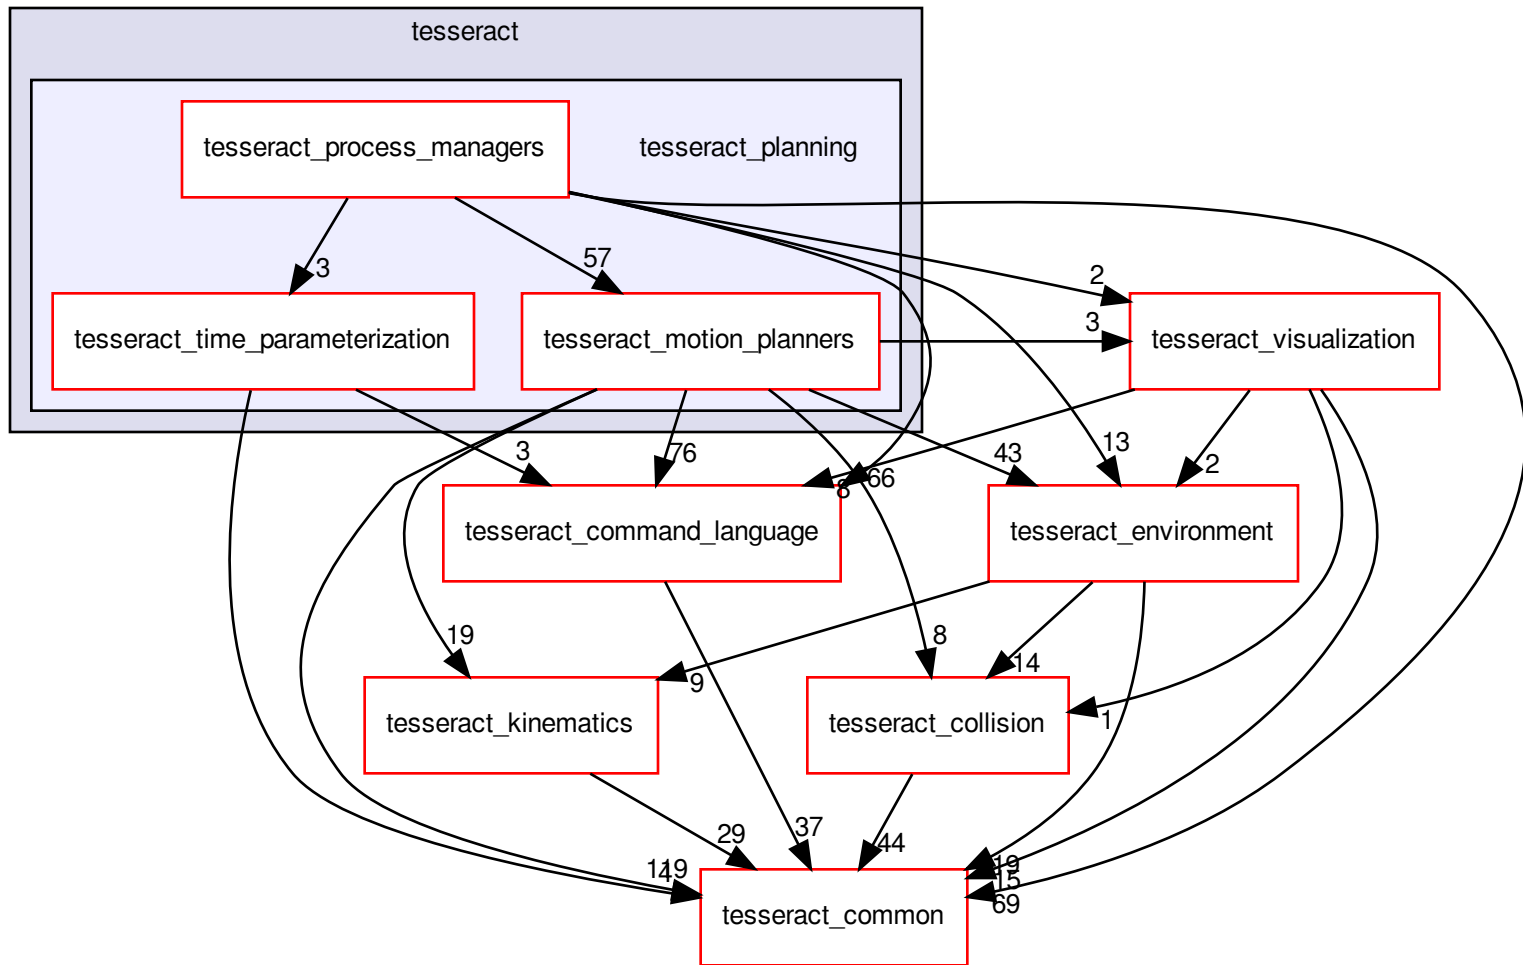 tesseract
tesseract_process_managers
tesseract_planning
3
57
2
tesseract_time_parameterization
tesseract_motion_planners
3
tesseract_visualization
3
76
8
66
43
13
2
tesseract_command_language
tesseract_environment
19
9
8
14
1
tesseract_kinematics
tesseract_collision
29
37
44
19
15
69
119
tesseract_common